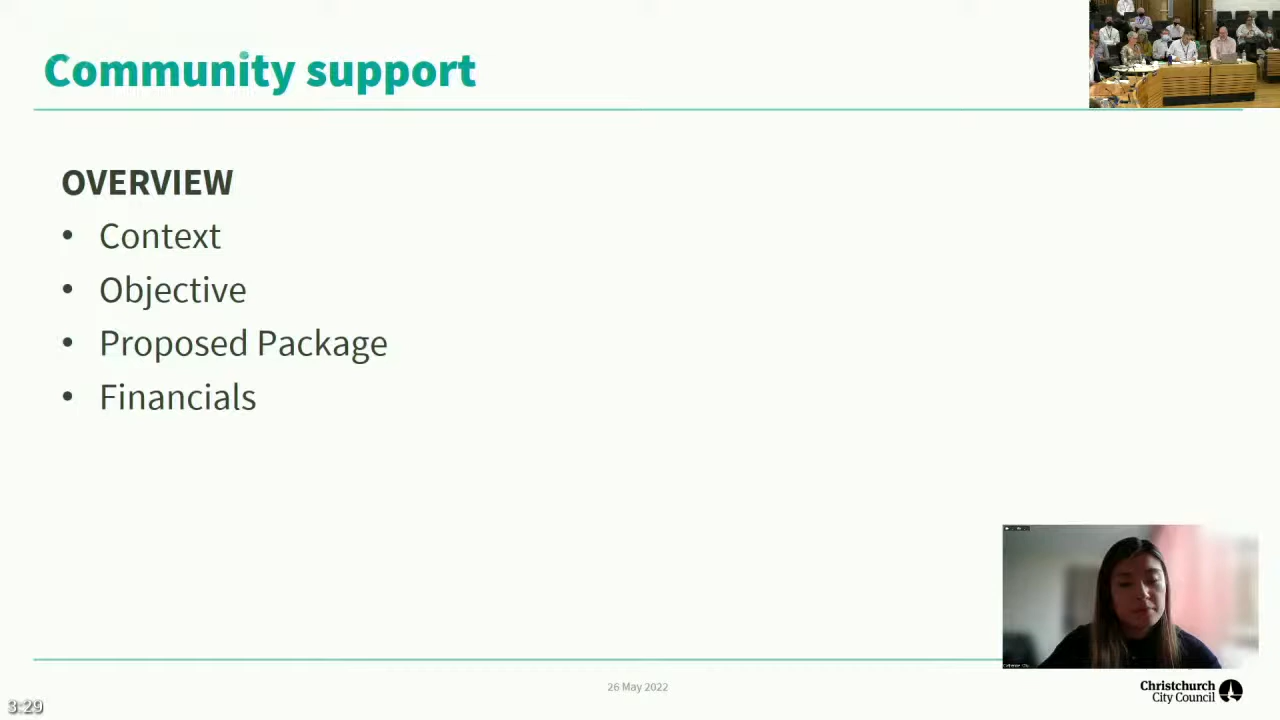 Community support
OVERVIEW
• Context
• Objective
• Proposed Package
• Financials
26 May 2022
Christchurch
City Council
3:29